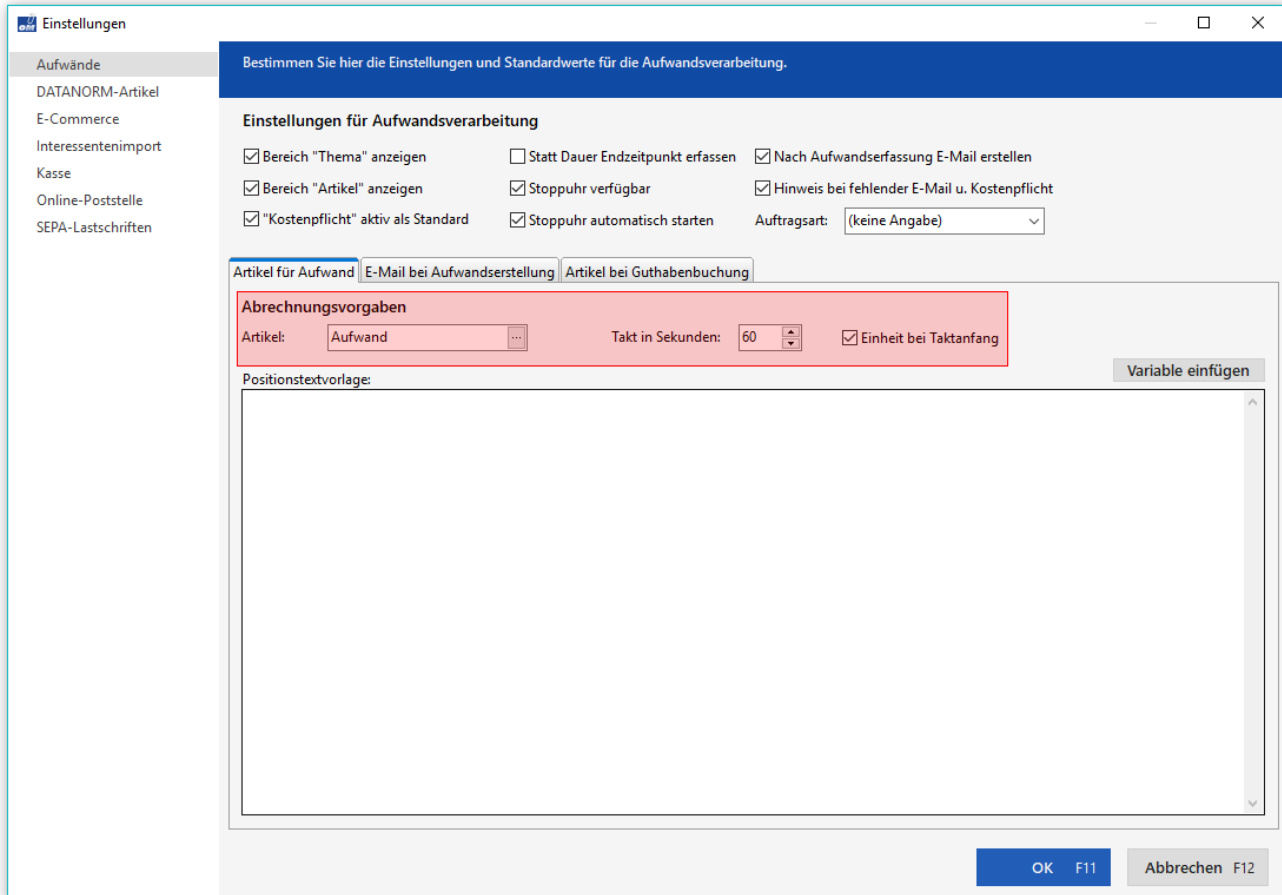 Einstellungen
Aufwände
DATANORM-Artikel
E-Commerce
Interessentenimport
Kasse
Online-Poststelle
SEPA-Lastschriften
Bestimmen Sie hier die Einstellungen und Standardwerte für die Aufwandsverarbeitung.
Einstellungen für Aufwandsverarbeitung
Bereich "Thema" anzeigen Statt Dauer Endzeitpunkt erfassen Nach Aufwandserfassung E-Mail erstellen
Bereich "Artikel" anzeigen Stoppuhr verfügbar Hinweis bei fehlender E-Mail u. Kostenpflicht
"Kostenpflicht" aktiv als Standard Stoppuhr automatisch starten Auftragsart: (keine Angabe)
Artikel für Aufwand E-Mail bei Aufwandserstellung Artikel bei Guthabenbuchung
Abrechnungsvorgaben
Artikel: Aufwand ... Takt in Sekunden: 60 Einheit bei Taktanfang
Variable einfügen
Positionstextvorlage:
OK F11 Abbrechen F12